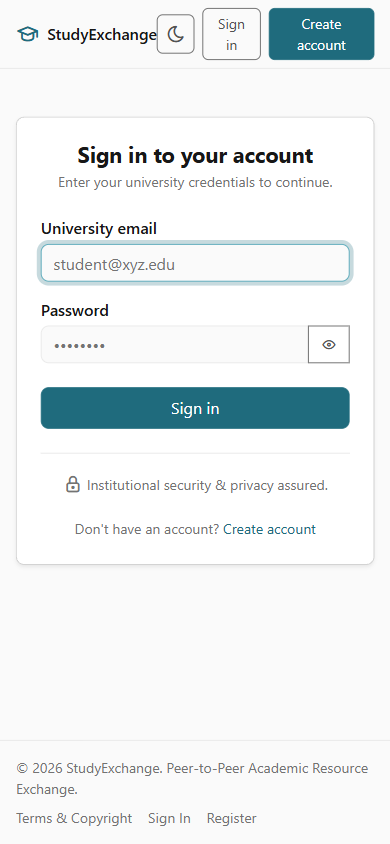 StudyExchange
Sign
in
Create
account
Sign in to your account
Enter your university credentials to continue.
University email
student@xyz.edu
Password
••••••••
Sign in
Institutional security & privacy assured.
Don't have an account? Create account
© 2026 StudyExchange. Peer-to-Peer Academic Resource
Exchange.
Terms & Copyright Sign In Register